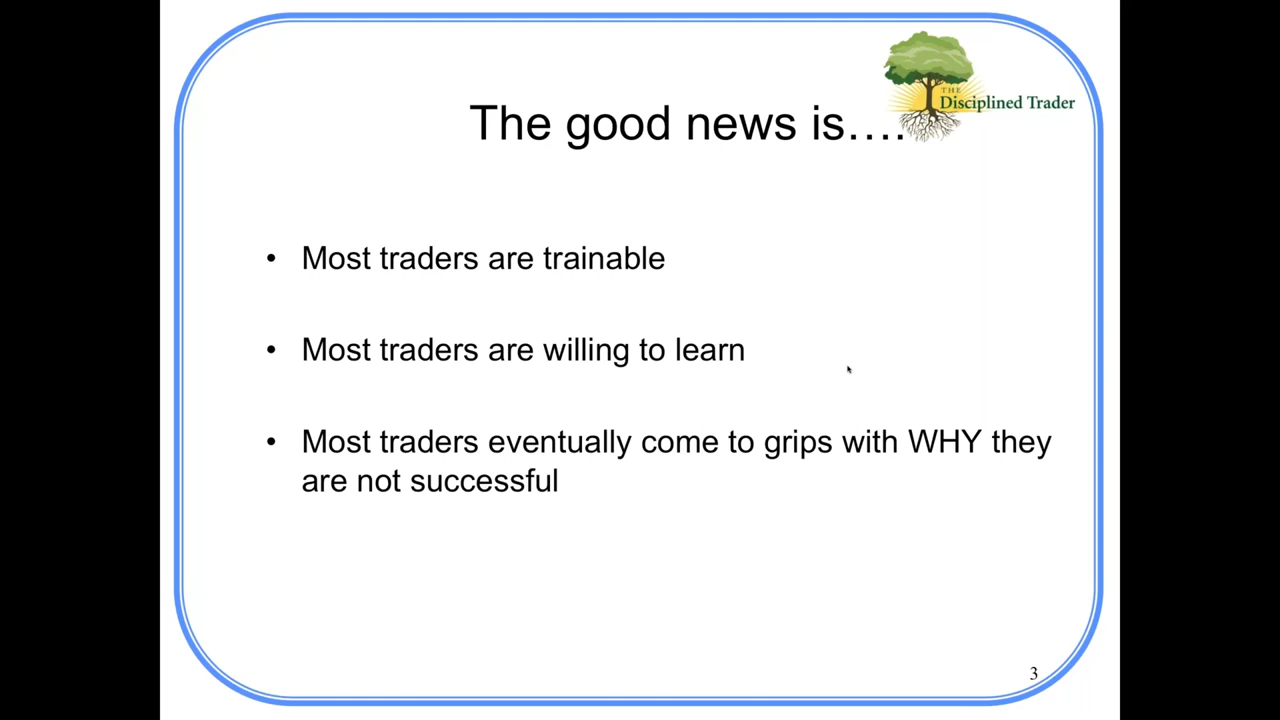 THE
Disciplined Trader
The good news is….
• Most traders are trainable
• Most traders are willing to learn
• Most traders eventually come to grips with WHY they
are not successful
3